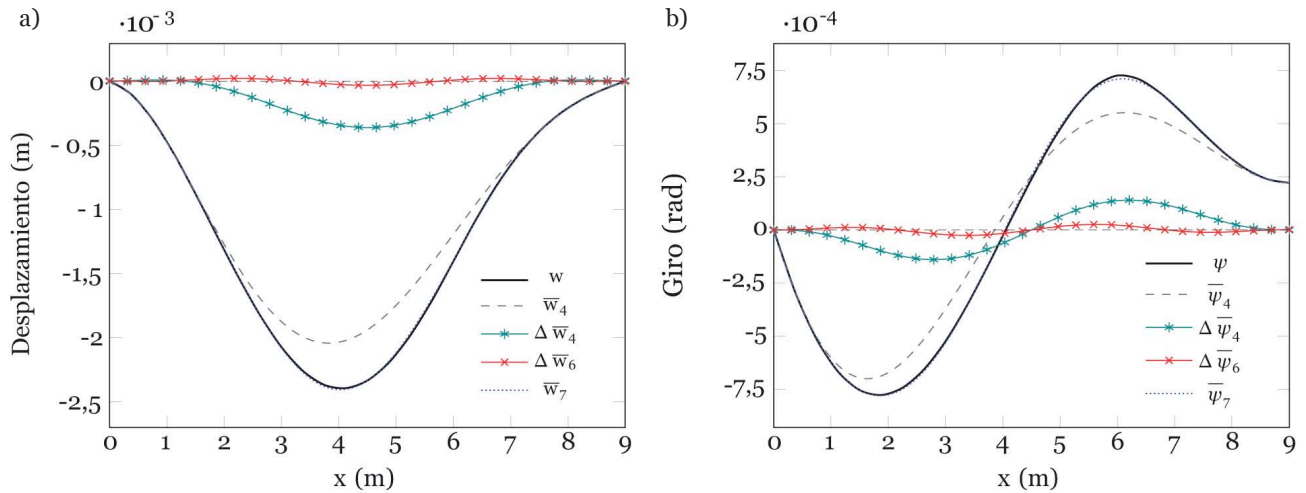 a)
·10⁻³
0
- 0,5
- 1
-1,5
-2
-2,5
0 1 2 3 4 5 6 7 8 9
x (m)
Desplazamiento (m)
w
w̅₄
Δ w̅₄
Δ w̅₆
w̅₇
b)
·10⁻⁴
7,5
5
2,5
0
-2,5
-5
-7,5
0 1 2 3 4 5 6 7 8 9
x (m)
Giro (rad)
ψ
ψ̅₄
Δ ψ̅₄
Δ ψ̅₆
ψ̅₇